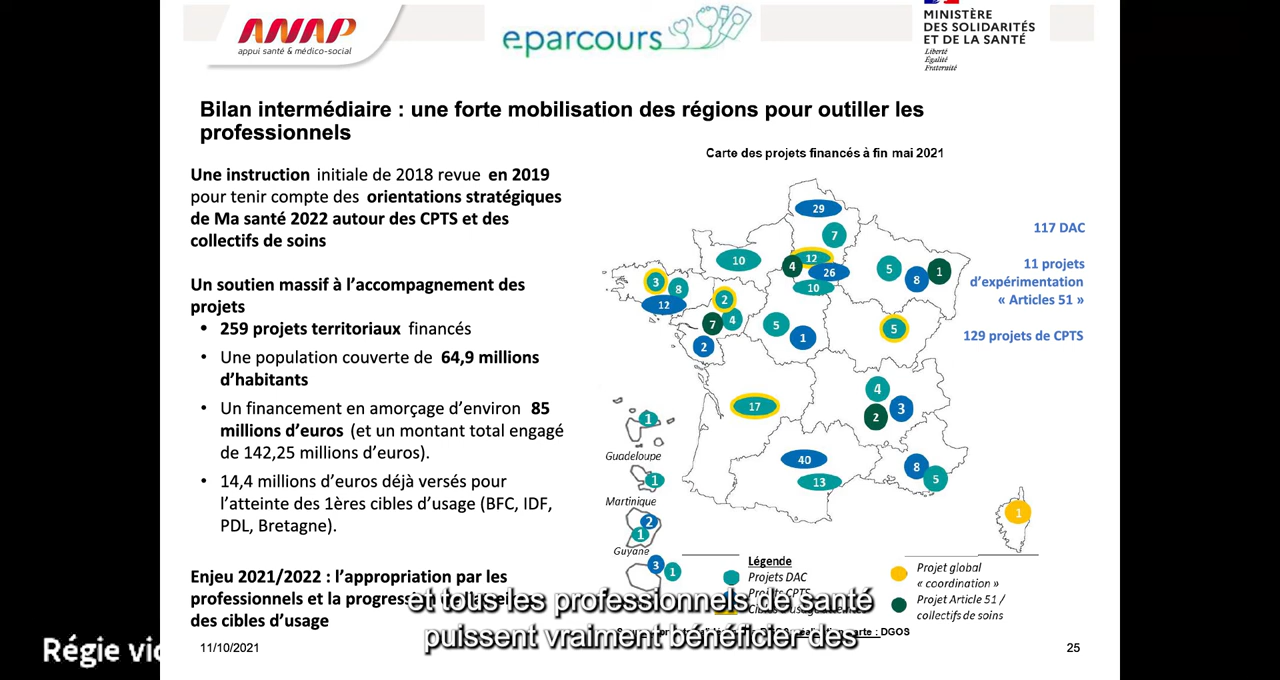 ANAP
appui santé & médico-social
eparcours
MINISTÈRE
DES SOLIDARITÉS
ET DE LA SANTÉ
Liberté
Égalité
Fraternité
Bilan intermédiaire : une forte mobilisation des régions pour outiller les
professionnels
Une instruction initiale de 2018 revue en 2019
pour tenir compte des orientations stratégiques
de Ma santé 2022 autour des CPTS et des
collectifs de soins
Un soutien massif à l’accompagnement des
projets
• 259 projets territoriaux financés
• Une population couverte de 64,9 millions
d’habitants
• Un financement en amorçage d’environ 85
millions d’euros (et un montant total engagé
de 142,25 millions d’euros).
• 14,4 millions d’euros déjà versés pour
l’atteinte des 1ères cibles d’usage (BFC, IDF,
PDL, Bretagne).
Enjeu 2021/2022 : l’appropriation par les
professionnels et la
des cibles d’usage
Carte des projets financés à fin mai 2021
29
7
10
12
4
26
10
5
8
1
3
8
12
2
7
4
2
5
1
5
17
4
3
2
40
13
8
5
1
1
Guadeloupe
1
Martinique
2
1
Guyane
3
1
117 DAC
11 projets
d’expérimentation
« Articles 51 »
129 projets de CPTS
Légende
Projets DAC
Projet global
« coordination »
Projet Article 51 /
collectifs de soins
carte : DGOS
et tous les professionnels de santé
puissent vraiment bénéficier des
Régie
11/10/2021
25